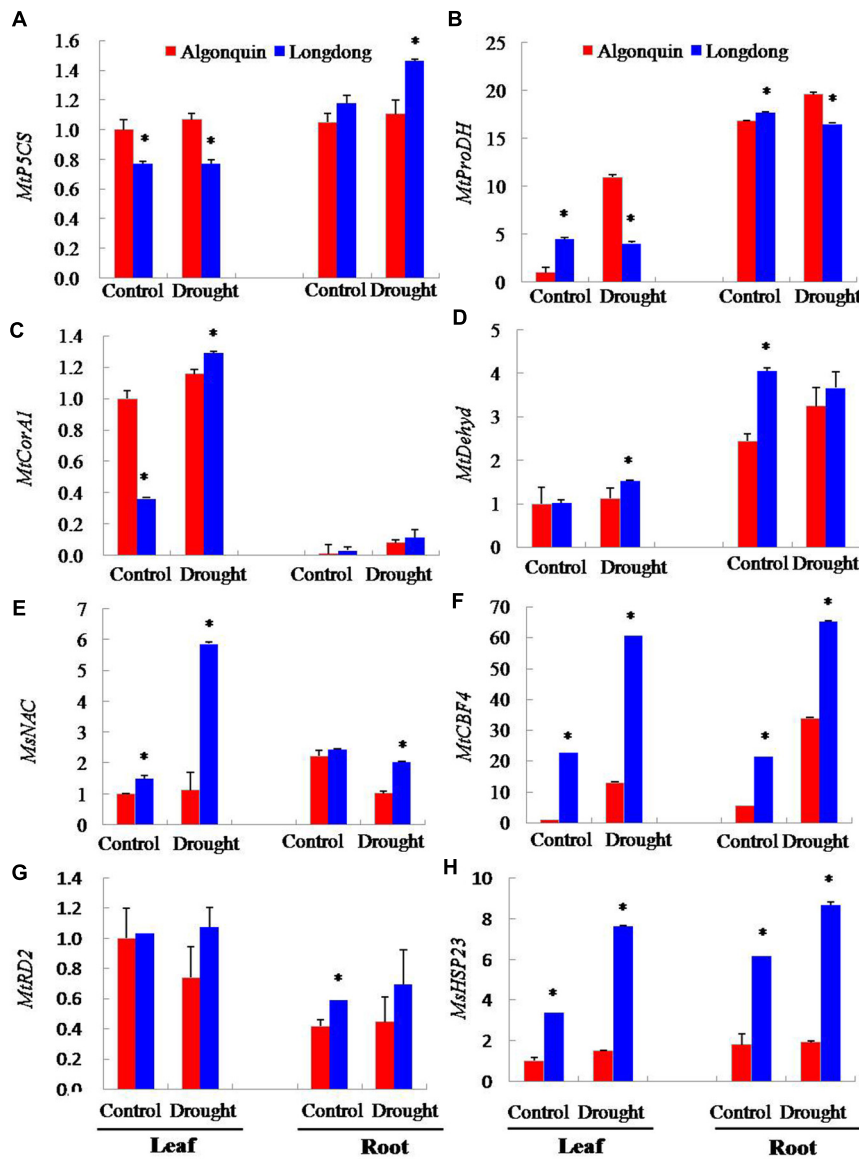 A
1.6
1.4
1.2
1.0
0.8
0.6
0.4
0.2
0.0
MtP5CS
Algonquin Longdong
* * *
Control Drought Control Drought
B
25
20
15
10
5
0
MtProDH
Algonquin Longdong
* * * *
Control Drought Control Drought
C
1.4
1.2
1.0
0.8
0.6
0.4
0.2
0.0
MtCorA1
* *
Control Drought Control Drought
D
5
4
3
2
1
0
MtDehyd
* * *
Control Drought Control Drought
E
7
6
5
4
3
2
1
0
MsNAC
* * *
Control Drought Control Drought
F
70
60
50
40
30
20
10
0
MtCBF4
* * * *
Control Drought Control Drought
G
1.4
1.2
1.0
0.8
0.6
0.4
0.2
0.0
MtRD2
*
Control Drought Control Drought
Leaf Root
H
10
8
6
4
2
0
MsHSP23
* * * *
Control Drought Control Drought
Leaf Root